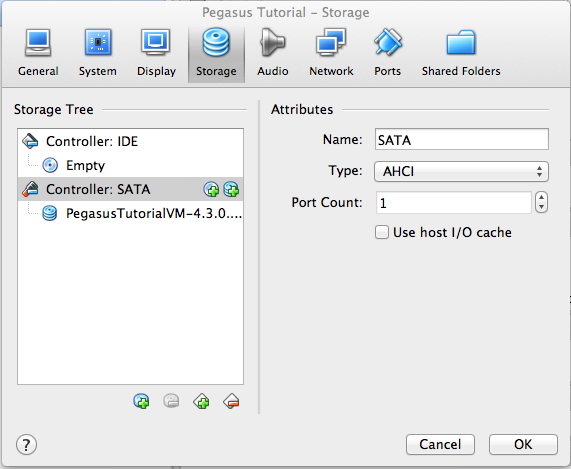 Pegasus Tutorial – Storage
General System Display Storage Audio Network Ports Shared Folders
Storage Tree
Controller: IDE
Empty
Controller: SATA
PegasusTutorialVM-4.3.0....
Attributes
Name: SATA
Type: AHCI
Port Count: 1
Use host I/O cache
? Cancel OK